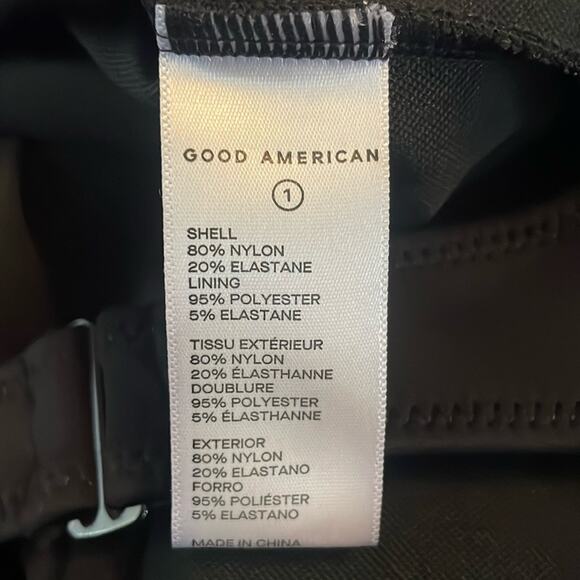 GOOD AMERICAN
1
SHELL
80% NYLON
20% ELASTANE
LINING
95% POLYESTER
5% ELASTANE
TISSU EXTÉRIEUR
80% NYLON
20% ÉLASTHANNE
DOUBLURE
95% POLYESTER
5% ÉLASTHANNE
EXTERIOR
80% NYLON
20% ELASTANO
FORRO
95% POLIÉSTER
5% ELASTANO
MADE IN CHINA